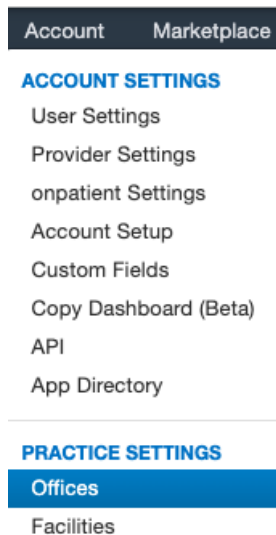 Account Marketplace
ACCOUNT SETTINGS
User Settings
Provider Settings
onpatient Settings
Account Setup
Custom Fields
Copy Dashboard (Beta)
API
App Directory
PRACTICE SETTINGS
Offices
Facilities